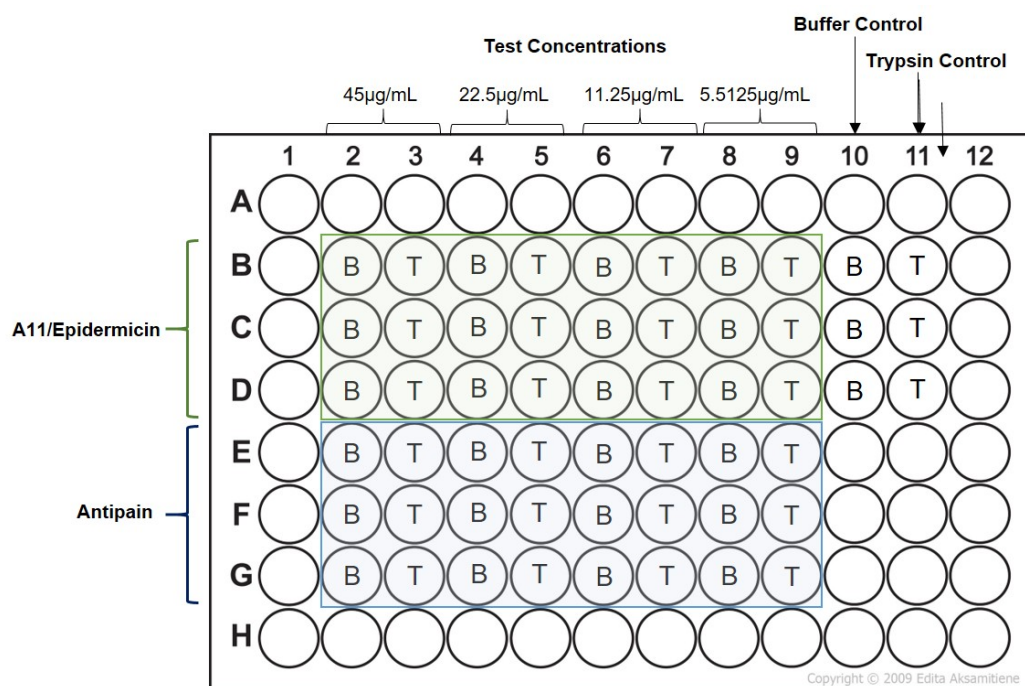 Buffer Control
Test Concentrations
Trypsin Control
45µg/mL 22.5µg/mL 11.25µg/mL 5.5125µg/mL
1 2 3 4 5 6 7 8 9 10 11 12
A
B B T B T B T B T B T
A11/Epidermicin
C B T B T B T B T B T
D B T B T B T B T B T
E B T B T B T B T
Antipain
F B T B T B T B T
G B T B T B T B T
H
Copyright © 2009 Edita Aksamitiene